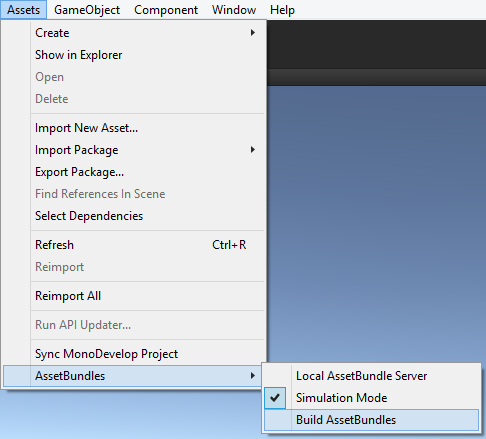 Assets GameObject Component Window Help
Create
Show in Explorer
Open
Delete
Import New Asset...
Import Package
Export Package...
Find References In Scene
Select Dependencies
Refresh Ctrl+R
Reimport
Reimport All
Run API Updater...
Sync MonoDevelop Project
AssetBundles
Local AssetBundle Server
Simulation Mode
Build AssetBundles